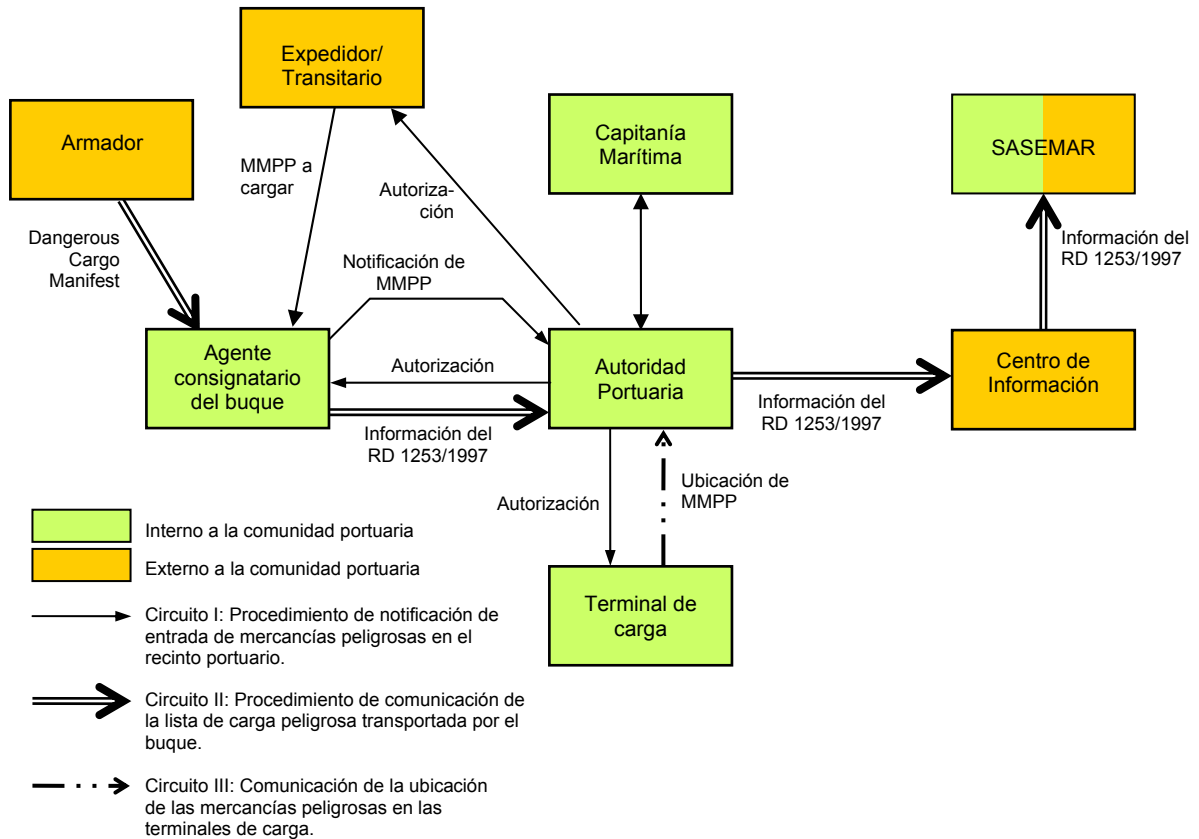 Expedidor/
Transitario
Armador
Capitanía
Marítima
SASEMAR
MMPP a
cargar
Autoriza-
ción
Dangerous
Cargo
Manifest
Notificación de
MMPP
Información del
RD 1253/1997
Agente
consignatario
del buque
Autorización
Autoridad
Portuaria
Centro de
Información
Información del
RD 1253/1997
Información del
RD 1253/1997
Autorización
Ubicación de
MMPP
Terminal de
carga
Interno a la comunidad portuaria
Externo a la comunidad portuaria
Circuito I: Procedimiento de notificación de
entrada de mercancías peligrosas en el
recinto portuario.
Circuito II: Procedimiento de comunicación de
la lista de carga peligrosa transportada por el
buque.
Circuito III: Comunicación de la ubicación
de las mercancías peligrosas en las
terminales de carga.